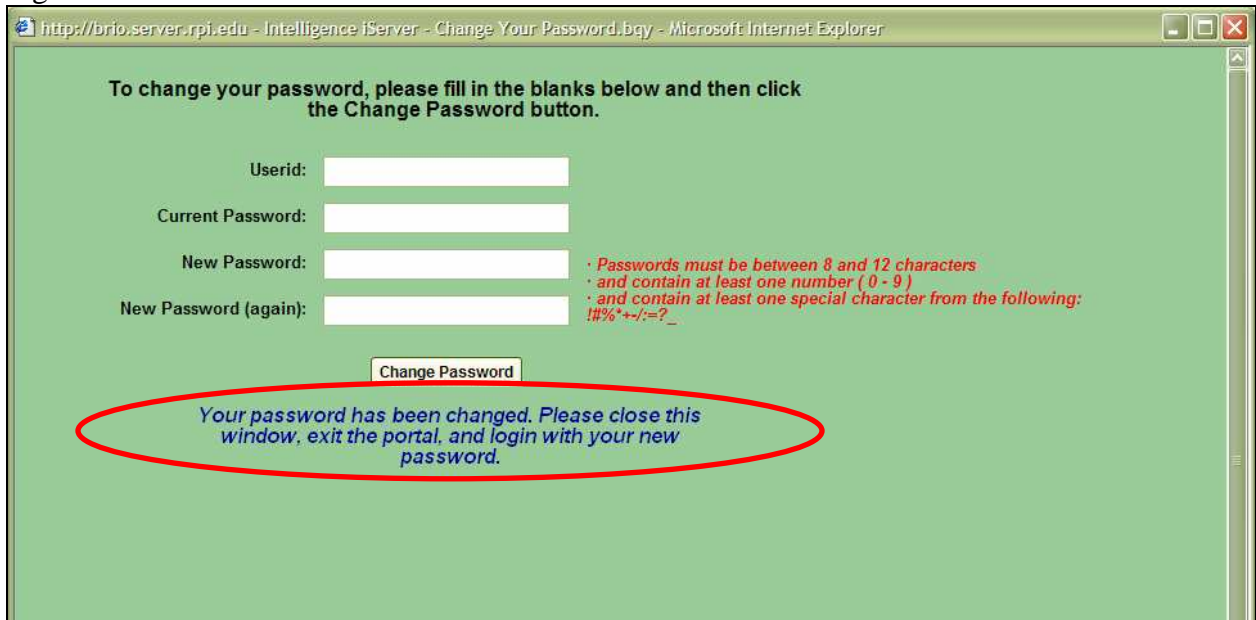 http://brio.server.rpi.edu - Intelligence iServer - Change Your Password.bqy - Microsoft Internet Explorer
To change your password, please fill in the blanks below and then click
the Change Password button.
Userid:
Current Password:
New Password:
· Passwords must be between 8 and 12 characters
· and contain at least one number ( 0 - 9 )
· and contain at least one special character from the following:
!#%*+-/:=?_
New Password (again):
Change Password
Your password has been changed. Please close this
window, exit the portal, and login with your new
password.